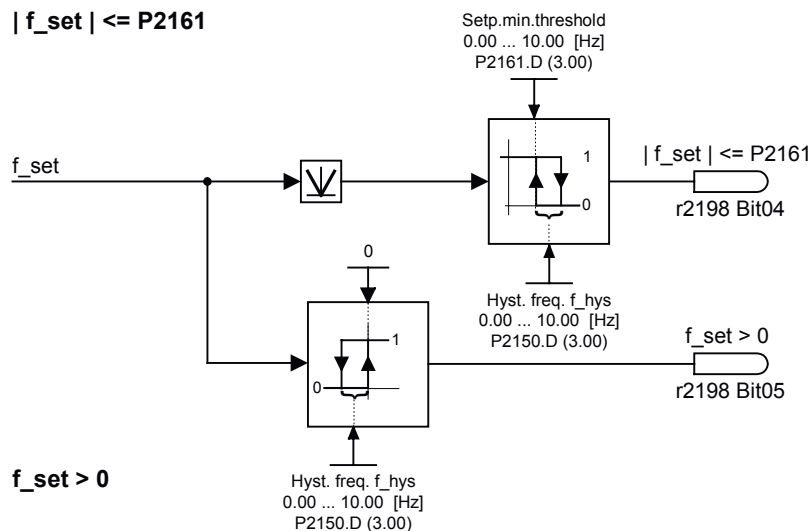 | f_set | <= P2161
Setp.min.threshold
0.00 ... 10.00 [Hz]
P2161.D (3.00)
f_set
1
0
| f_set | <= P2161
r2198 Bit04
0
Hyst. freq. f_hys
0.00 ... 10.00 [Hz]
P2150.D (3.00)
1
0
f_set > 0
r2198 Bit05
f_set > 0
Hyst. freq. f_hys
0.00 ... 10.00 [Hz]
P2150.D (3.00)